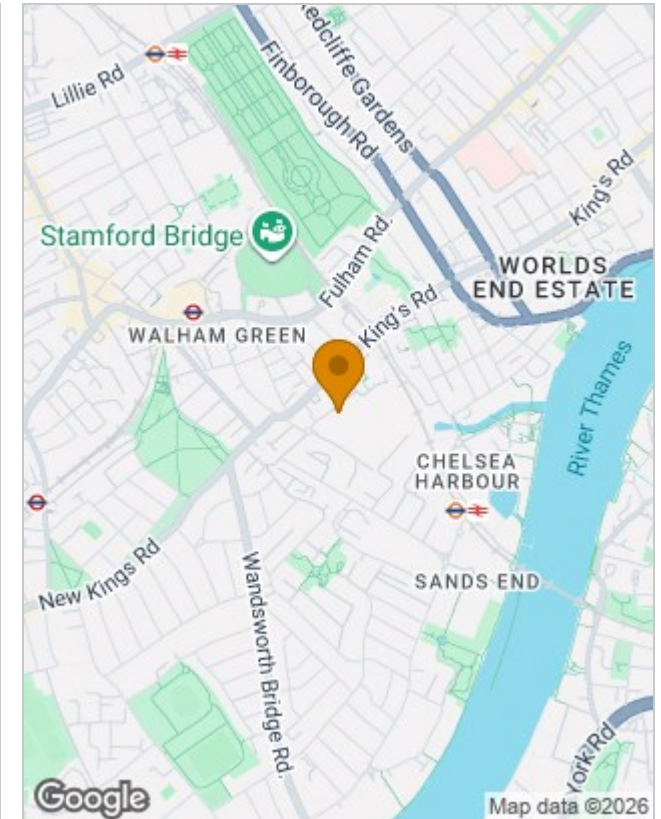 Lillie Rd
Redcliffe Gardens
Finborough Rd
King's Rd
Stamford Bridge
Fulham Rd.
WORLDS
END ESTATE
King's Rd
WALHAM GREEN
River Thames
CHELSEA
HARBOUR
New Kings Rd
SANDS END
Wandsworth Bridge Rd.
York Rd
Google
Map data ©2026